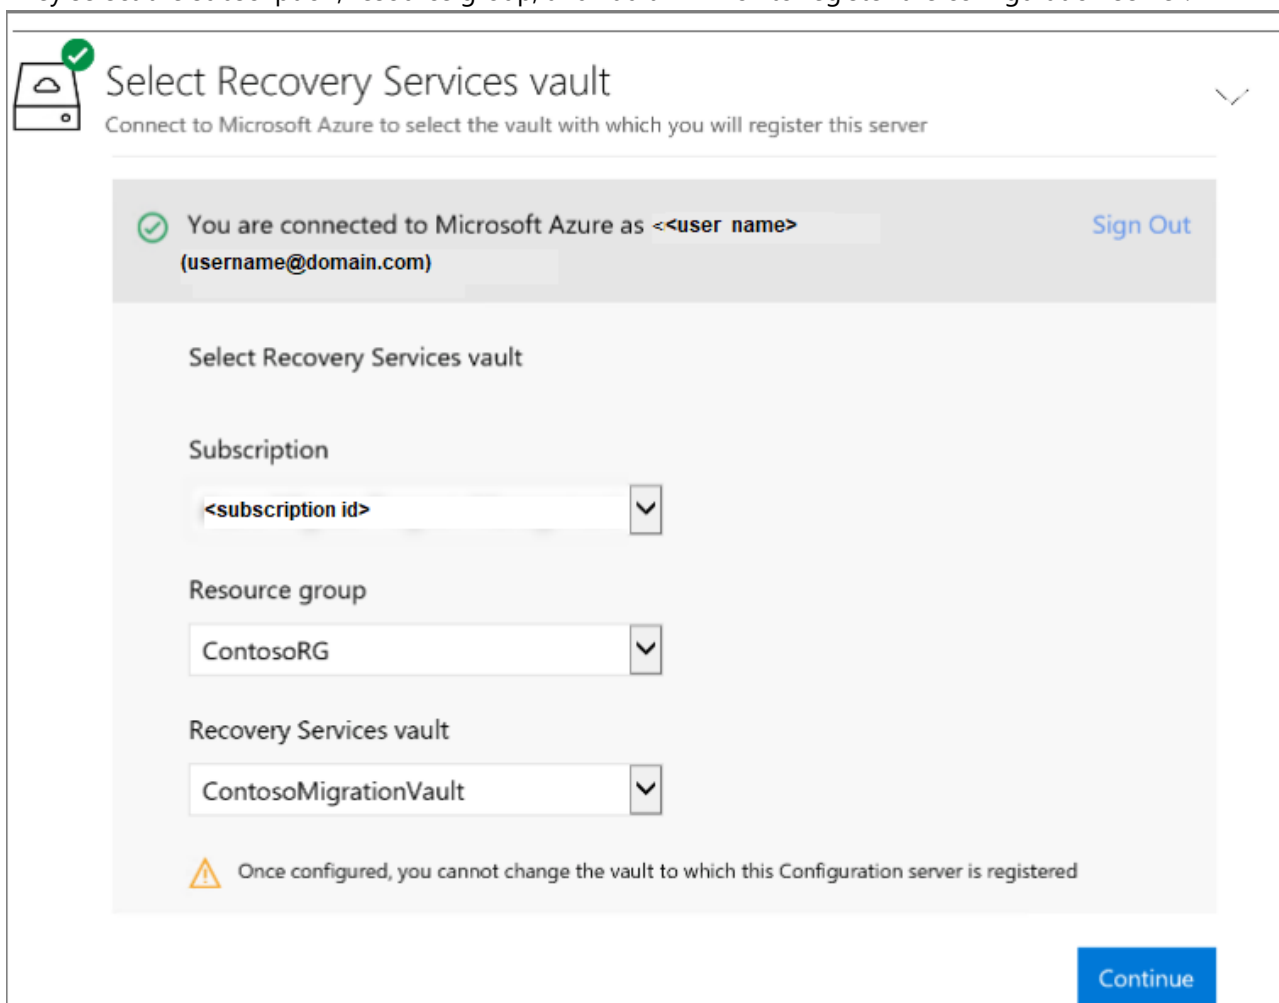 Select Recovery Services vault
Connect to Microsoft Azure to select the vault with which you will register this server
You are connected to Microsoft Azure as <<user name>
(username@domain.com)
Sign Out
Select Recovery Services vault
Subscription
<subscription id>
Resource group
ContosoRG
Recovery Services vault
ContosoMigrationVault
Once configured, you cannot change the vault to which this Configuration server is registered
Continue